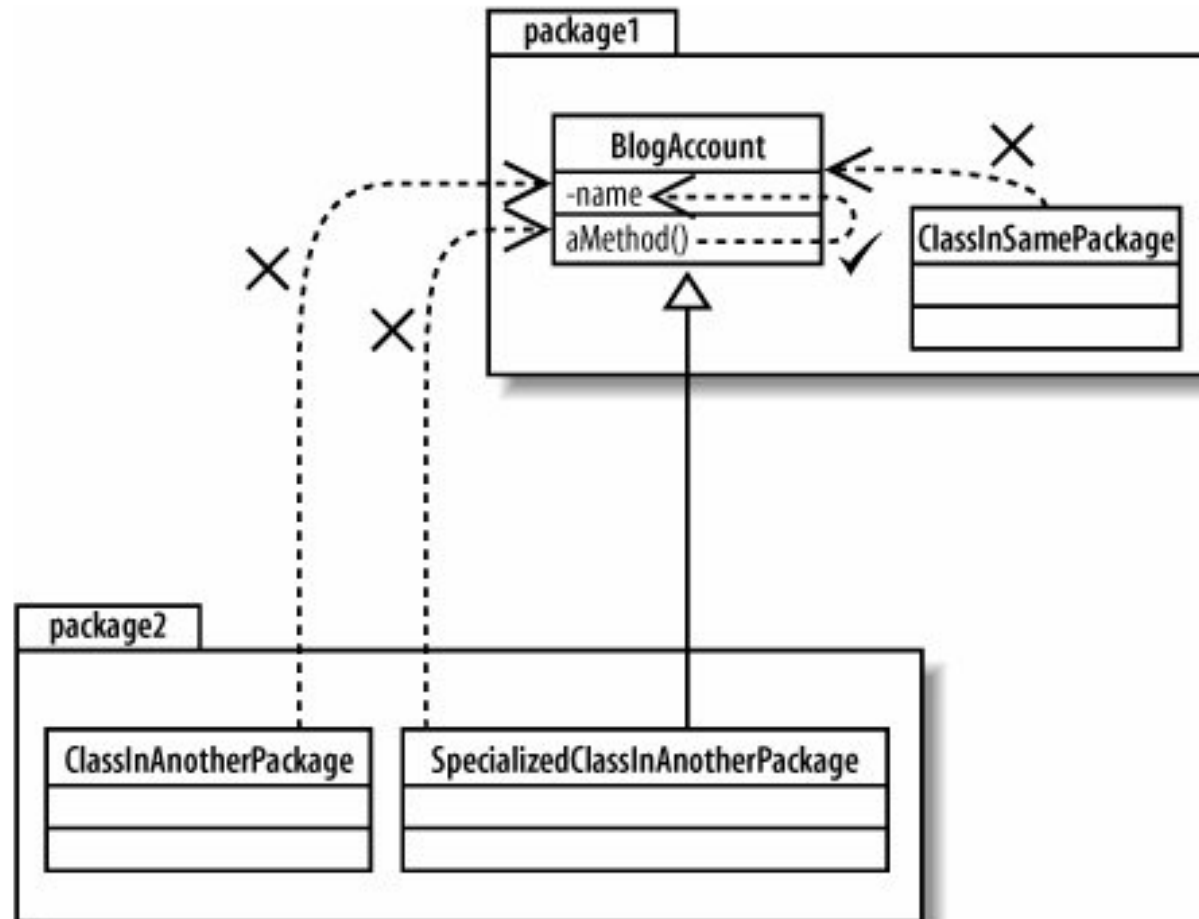 package1
BlogAccount
-name
aMethod()
ClassInSamePackage
package2
ClassInAnotherPackage
SpecializedClassInAnotherPackage